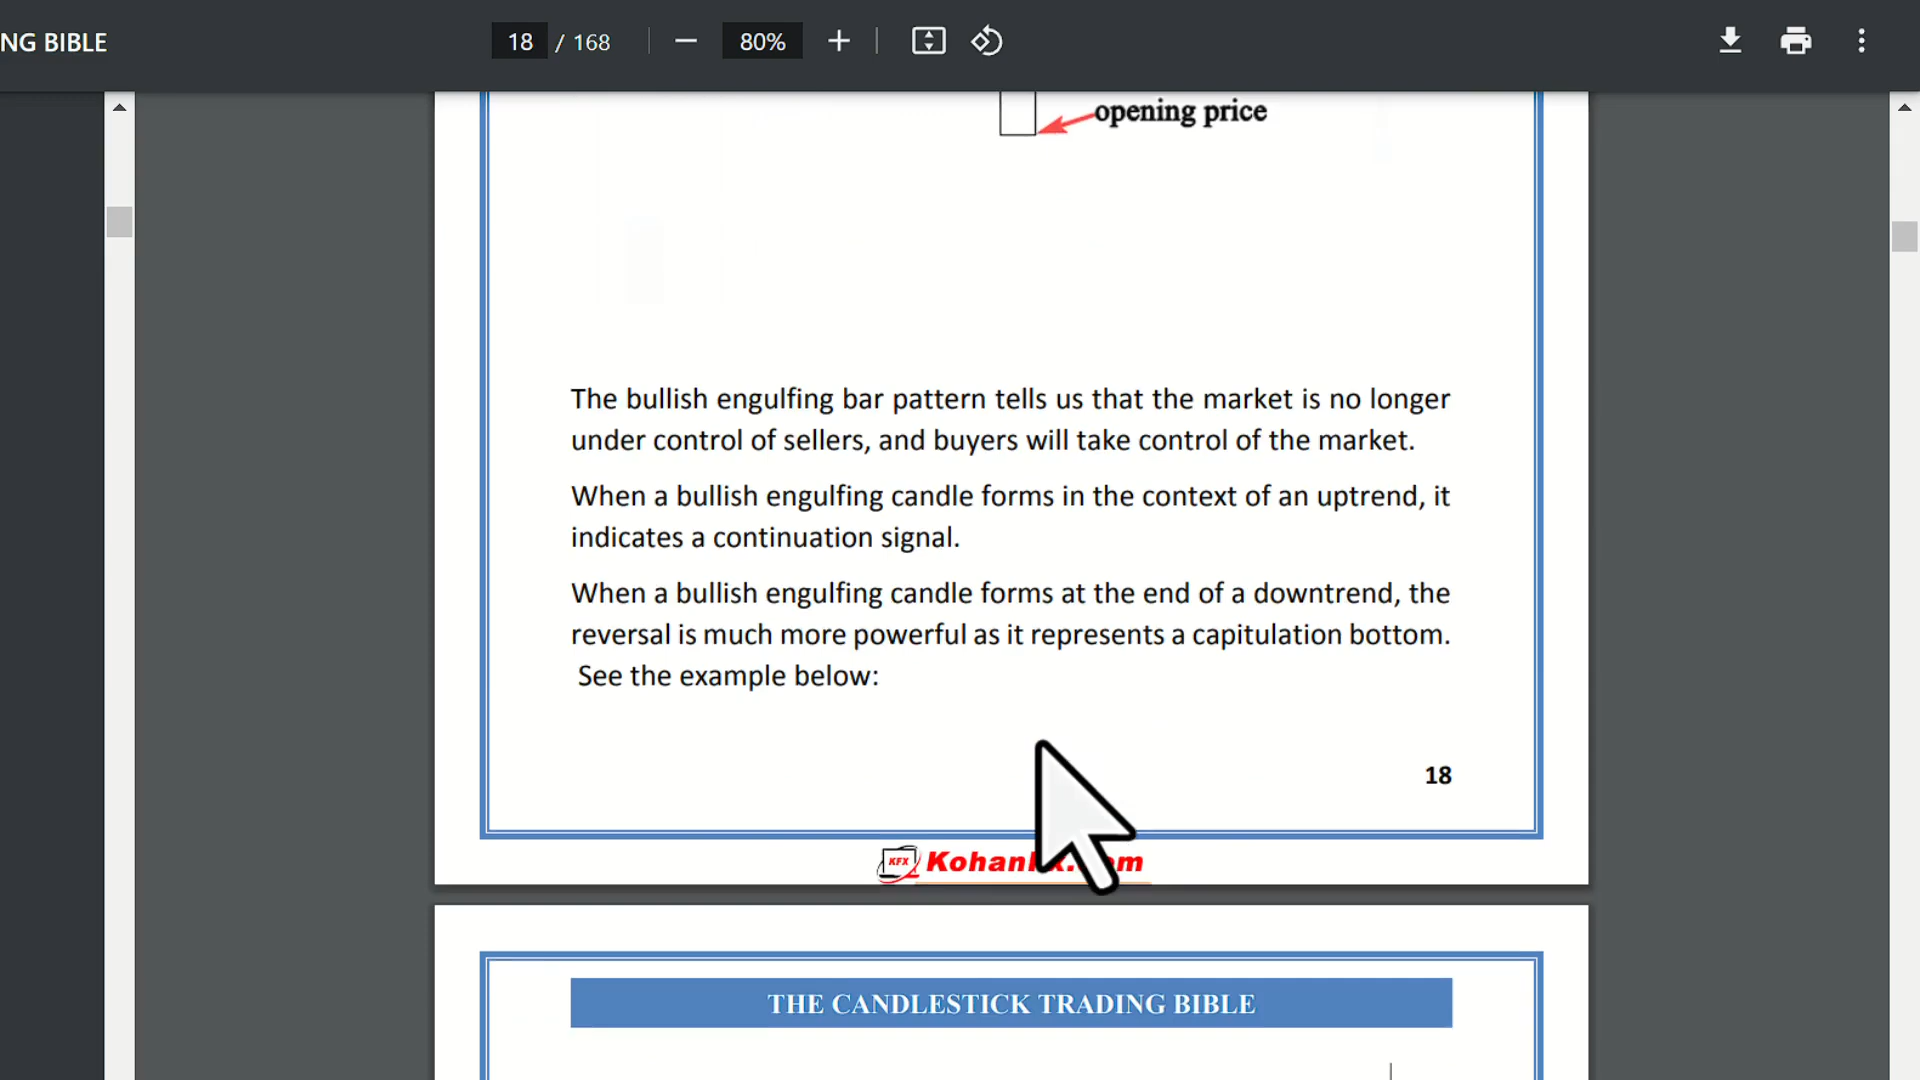 NG BIBLE
18 / 168
80%
opening price
The bullish engulfing bar pattern tells us that the market is no longer
under control of sellers, and buyers will take control of the market.
When a bullish engulfing candle forms in the context of an uptrend, it
indicates a continuation signal.
When a bullish engulfing candle forms at the end of a downtrend, the
reversal is much more powerful as it represents a capitulation bottom.
See the example below:
18
KFX
THE CANDLESTICK TRADING BIBLE